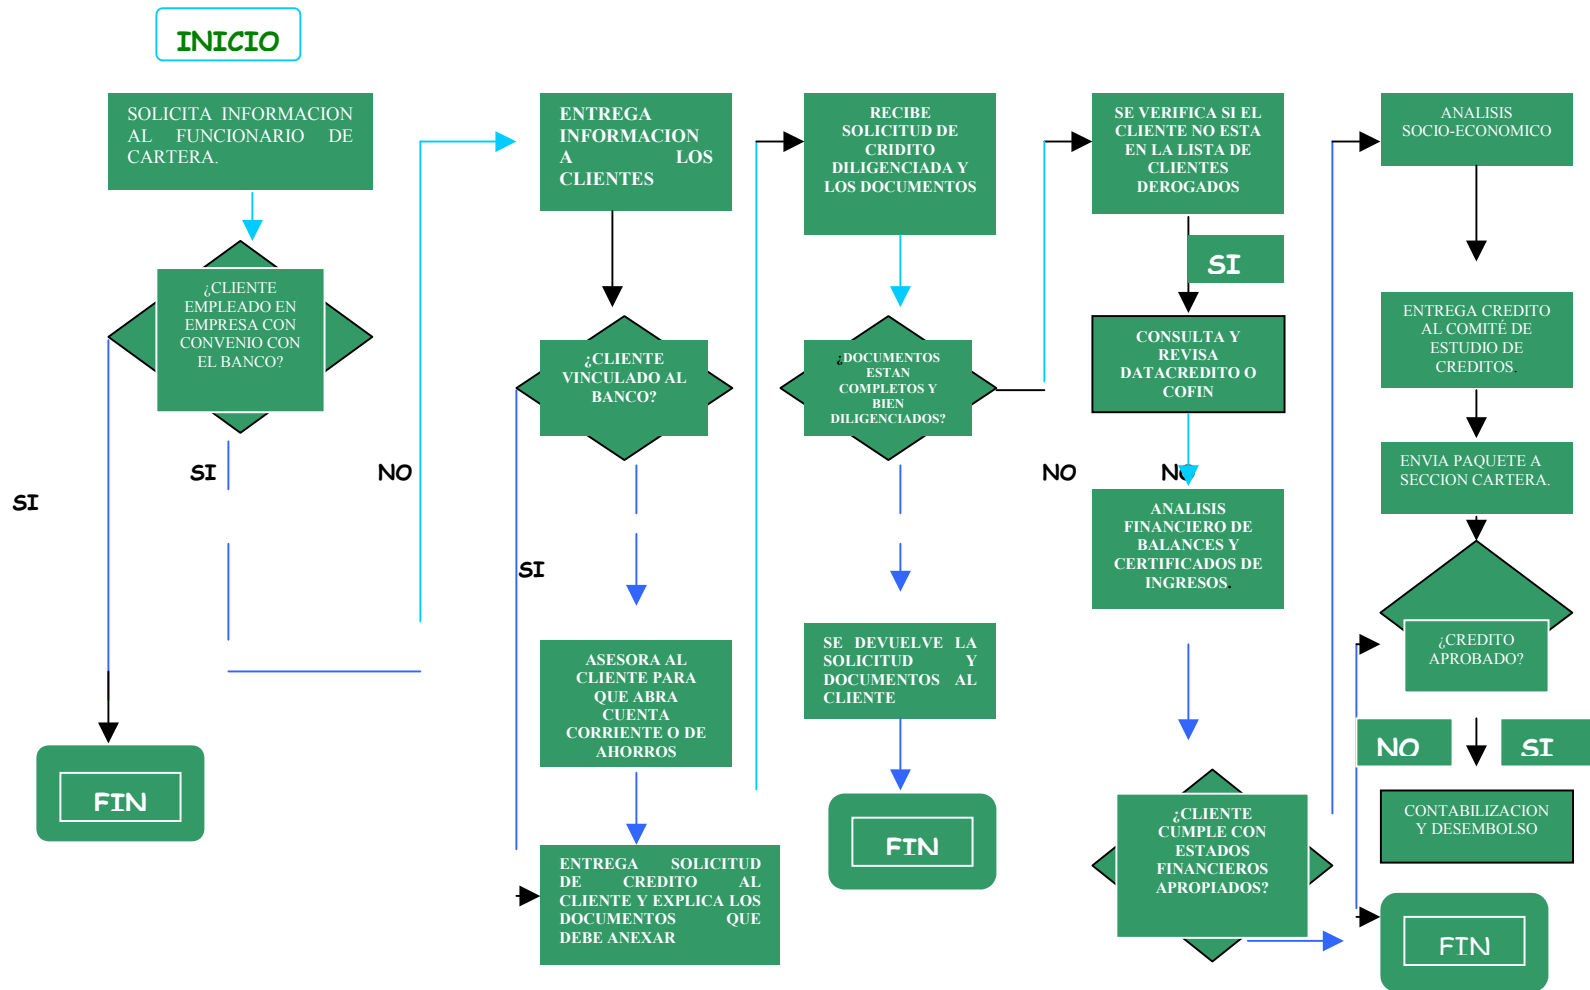 INICIO
SOLICITA INFORMACION
AL FUNCIONARIO DE
CARTERA.
¿CLIENTE
EMPLEADO EN
EMPRESA CON
CONVENIO CON
EL BANCO?
SI
SI
NO
FIN
ENTREGA
INFORMACION
A LOS
CLIENTES
¿CLIENTE
VINCULADO AL
BANCO?
SI
ASESORA AL
CLIENTE PARA
QUE ABRA
CUENTA
CORRIENTE O DE
AHORROS
ENTREGA SOLICITUD
DE CREDITO AL
CLIENTE Y EXPLICA LOS
DOCUMENTOS QUE
DEBE ANEXAR
RECIBE
SOLICITUD DE
CRIDITO
DILIGENCIADA Y
LOS DOCUMENTOS
¿DOCUMENTOS
ESTAN
COMPLETOS Y
BIEN
DILIGENCIADOS?
SE DEVUELVE LA
SOLICITUD Y
DOCUMENTOS AL
CLIENTE
FIN
SE VERIFICA SI EL
CLIENTE NO ESTA
EN LA LISTA DE
CLIENTES
DEROGADOS
SI
CONSULTA Y
REVISA
DATACREDITO O
COFIN
NO
NO
ANALISIS
FINANCIERO DE
BALANCES Y
CERTIFICADOS DE
INGRESOS.
¿CLIENTE
CUMPLE CON
ESTADOS
FINANCIEROS
APROPIADOS?
ANALISIS
SOCIO-ECONOMICO
ENTREGA CREDITO
AL COMITÉ DE
ESTUDIO DE
CREDITOS.
ENVIA PAQUETE A
SECCION CARTERA.
¿CREDITO
APROBADO?
NO
SI
CONTABILIZACION
Y DESEMBOLSO
FIN